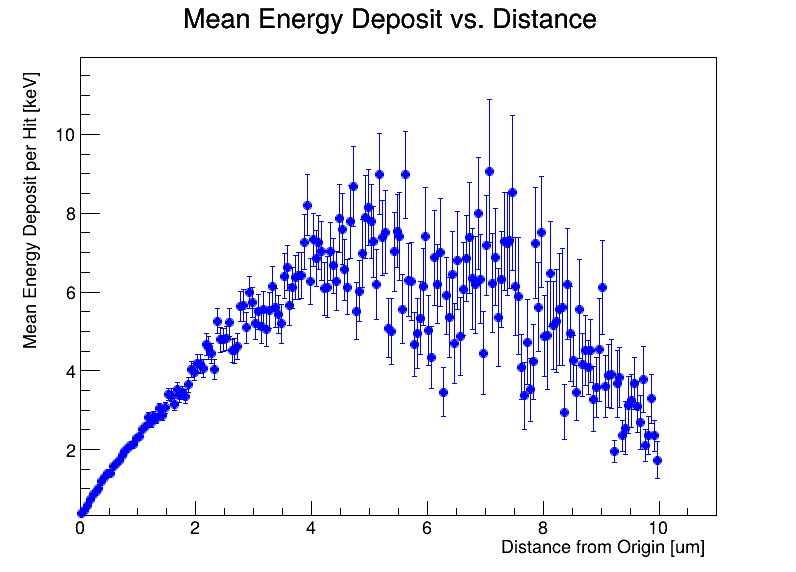 Mean Energy Deposit vs. Distance
Mean Energy Deposit per Hit [keV]
10
8
6
4
2
0 2 4 6 8 10
Distance from Origin [um]